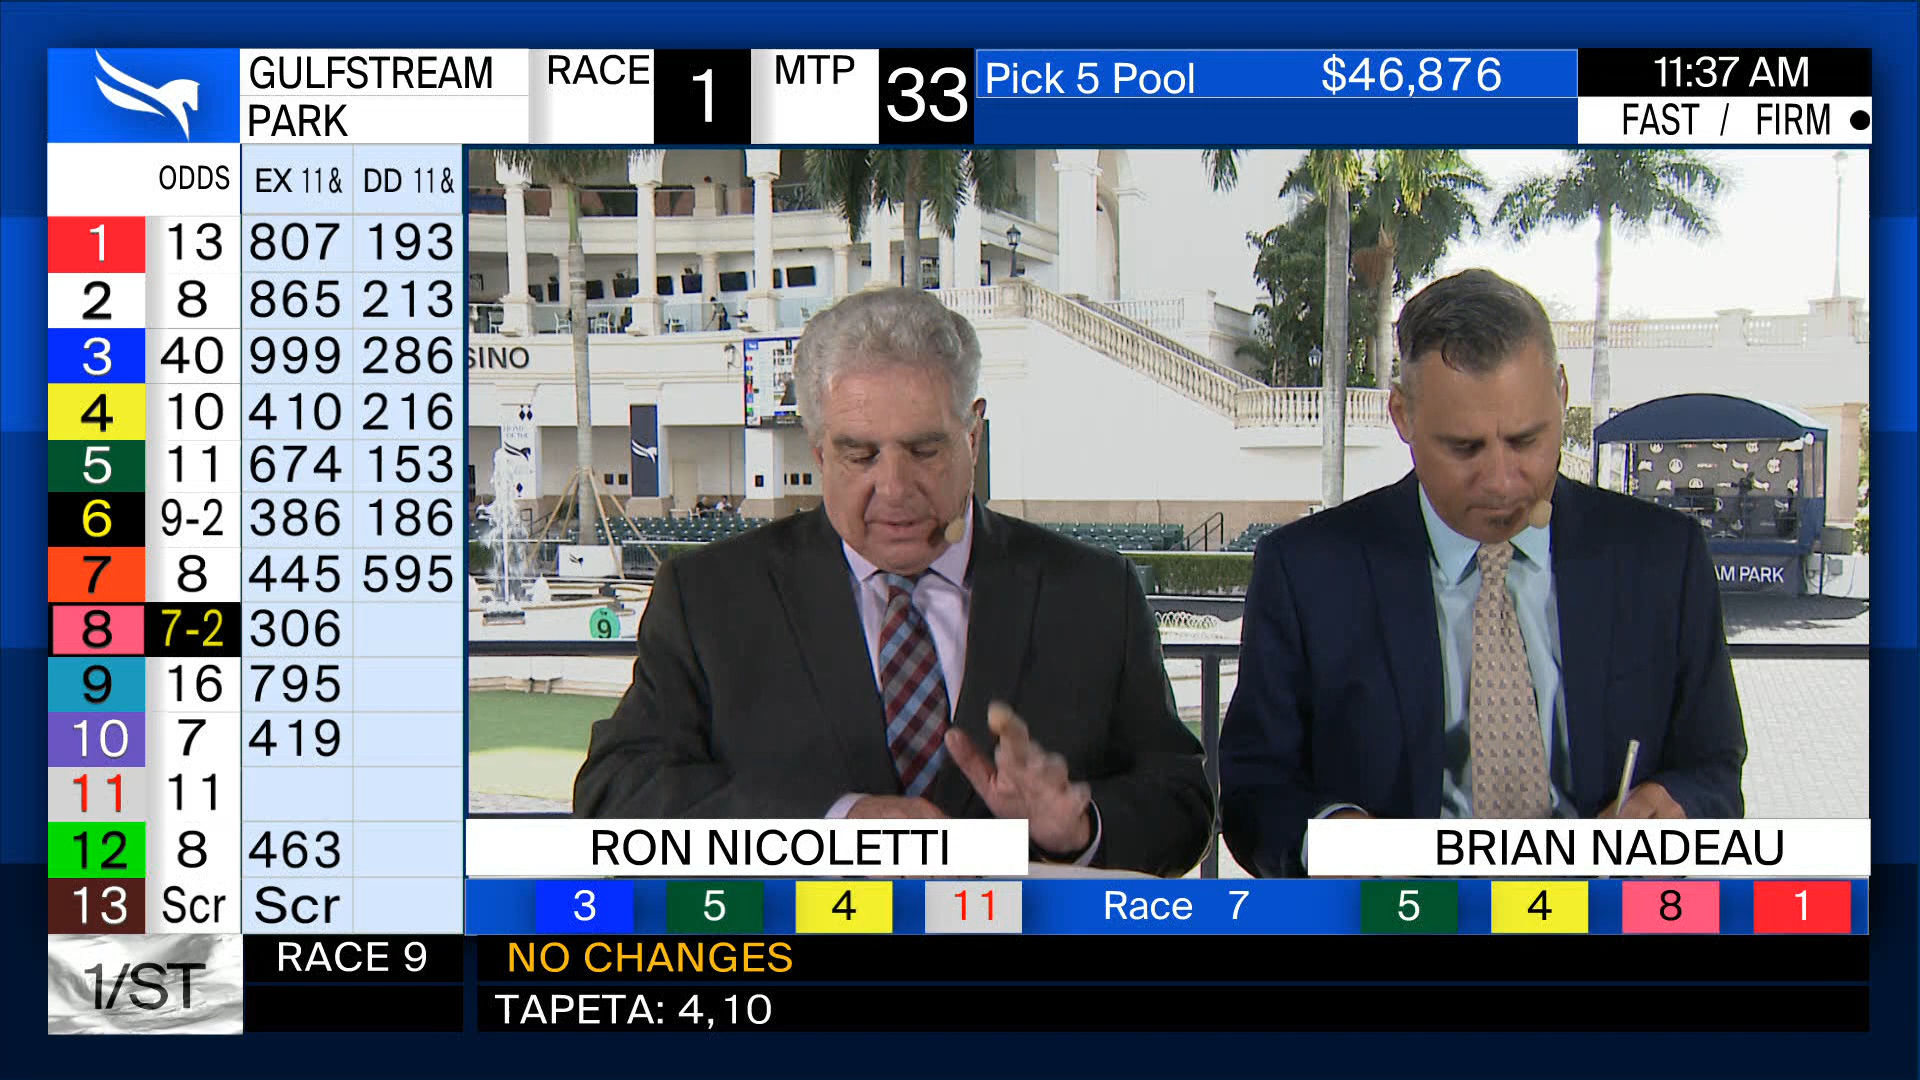 GULFSTREAM PARK
RACE 1
MTP 33
Pick 5 Pool $46,876
11:37 AM
FAST / FIRM
ODDS EX 11& DD 11&
1 13 807 193
2 8 865 213
3 40 999 286
4 10 410 216
5 11 674 153
6 9-2 386 186
7 8 445 595
8 7-2 306
9 16 795
10 7 419
11 11
12 8 463
13 Scr Scr
SINO
9
AM PARK
RON NICOLETTI
BRIAN NADEAU
3 5 4 11 Race 7 5 4 8 1
1/ST
RACE 9
NO CHANGES
TAPETA: 4,10